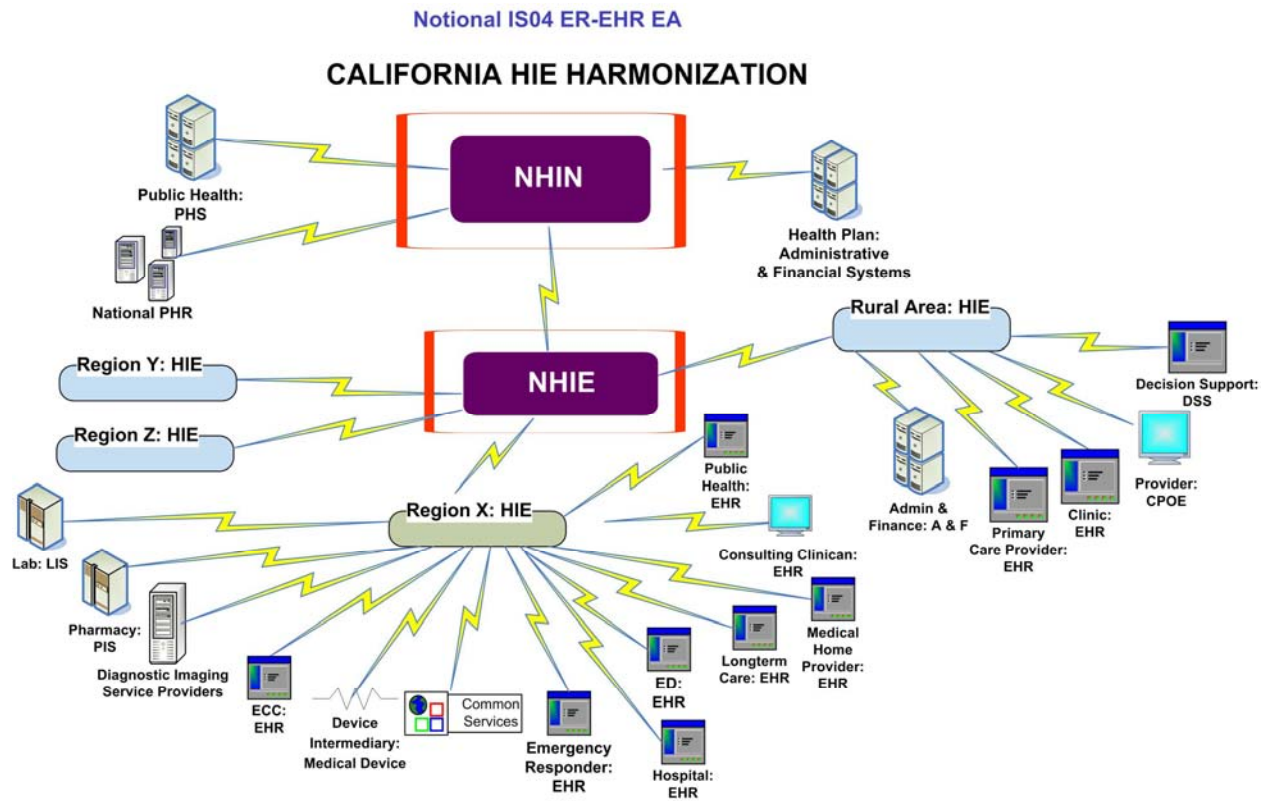 Notional IS04 ER-EHR EA
CALIFORNIA HIE HARMONIZATION
NHIN
Public Health:
PHS
Health Plan:
Administrative
& Financial Systems
National PHR
Rural Area: HIE
Region Y: HIE
NHIE
Decision Support:
DSS
Region Z: HIE
Public
Health:
EHR
Provider:
CPOE
Admin &
Finance: A & F
Clinic:
EHR
Primary
Care Provider:
EHR
Region X: HIE
Consulting Clinican:
EHR
Lab: LIS
Pharmacy:
PIS
Diagnostic Imaging
Service Providers
ECC:
EHR
Device
Intermediary:
Medical Device
Common
Services
Emergency
Responder:
EHR
ED:
EHR
Hospital:
EHR
Longterm
Care: EHR
Medical
Home
Provider:
EHR